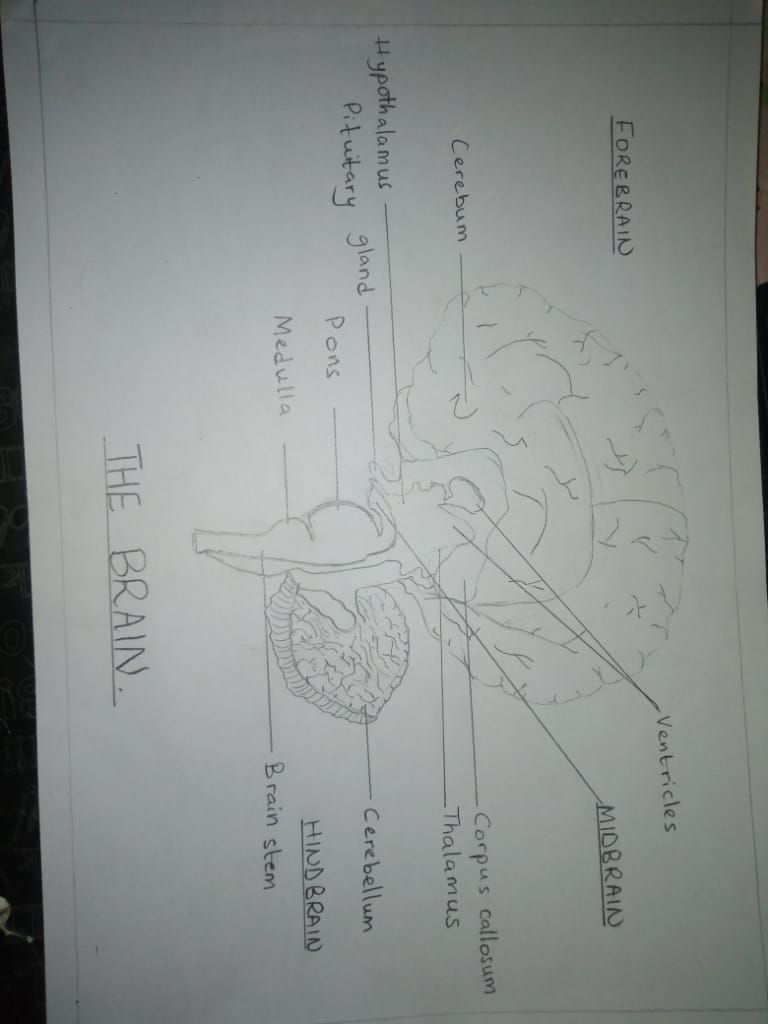 FOREBRAIN
Ventricles
MIDBRAIN
Cerebum
Corpus callosum
Thalamus
Hypothalamus
Pituitary gland
Cerebellum
Pons
HINDBRAIN
Medulla
Brain stem
THE BRAIN.